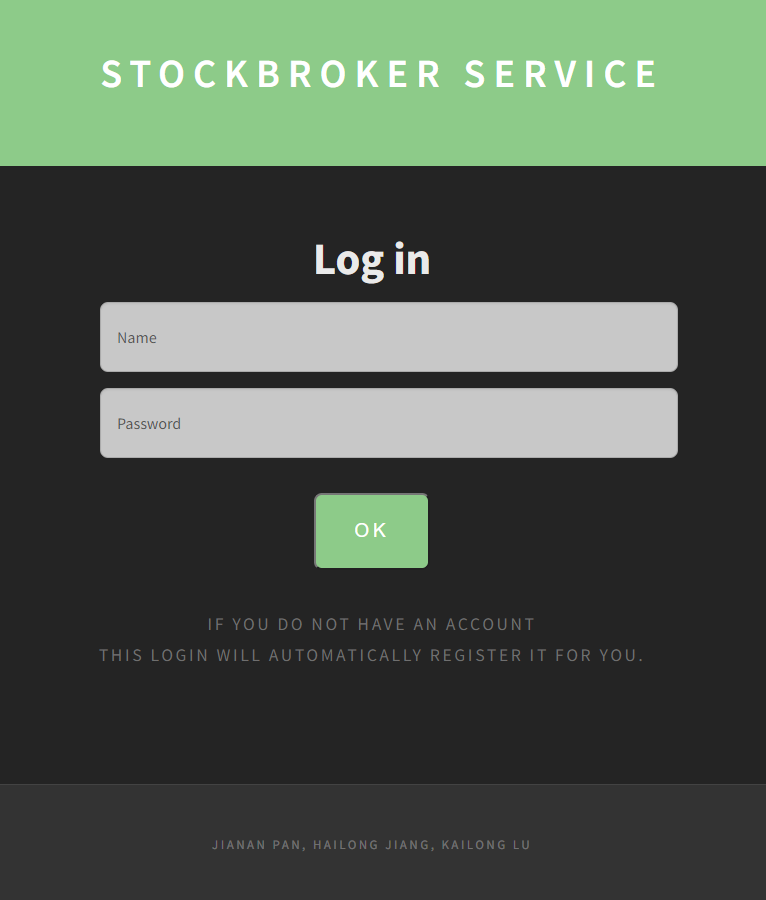 STOCKBROKER SERVICE
Log in
Name
Password
OK
IF YOU DO NOT HAVE AN ACCOUNT
THIS LOGIN WILL AUTOMATICALLY REGISTER IT FOR YOU.
JIANAN PAN, HAILONG JIANG, KAILONG LU